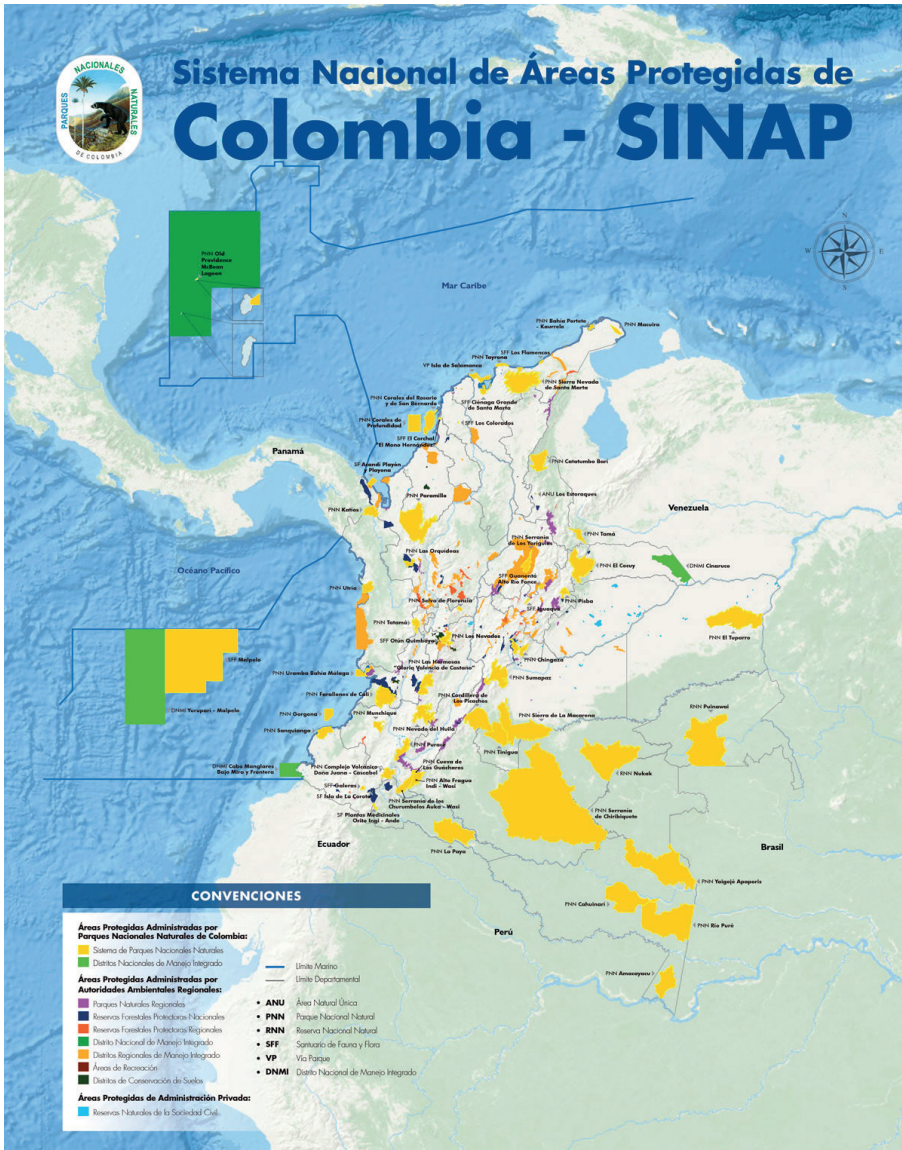 PARQUES
NACIONALES
NATURALES
DE COLOMBIA
Sistema Nacional de Áreas Protegidas de
Colombia - SINAP
N
W
E
S
PNN Old
Providence
McBean
Lagoon
Mar Caribe
PNN Bahía Portete
- Kaurrele
PNN Macuira
SFF Los Flamencos
PNN Tayrona
VP Isla de Salamanca
PNN Sierra Nevada
de Santa Marta
PNN Corales del Rosario
y de San Bernardo
SFF Ciénaga Grande
de Santa Marta
PNN Corales de
Profundidad
SFF Los Colorados
SFF El Corchal
"El Mono Hernández"
Panamá
SF Acandí Playón
Playona
PNN Catatumbo Barí
PNN Paramillo
ANU Los Estoraques
PNN Katíos
Venezuela
PNN Tamá
PNN Serranía
de Los Yariguíes
PNN Las Orquídeas
PNN El Cocuy
DNMI Cinaruco
Océano Pacífico
SFF Guanentá
Alto Río Fonce
PNN Utría
PNN Selva de Florencia
PNN Pisba
SFF Iguaque
PNN Tatamá
PNN El Tuparro
SFF Otún Quimbaya
PNN Los Nevados
SFF Malpelo
PNN Las Hermosas
"Gloria Valencia de Castaño"
PNN Chingaza
PNN Uramba Bahía Málaga
PNN Sumapaz
PNN Farallones de Cali
PNN Cordillera de
Los Picachos
DNMI Yuruparí - Malpelo
PNN Gorgona
PNN Munchique
PNN Sierra de La Macarena
RNN Puinawai
PNN Sanquianga
PNN Nevado del Huila
PNN Puracé
PNN Tinigua
DNMI Cabo Manglares
Bajo Mira y Frontera
PNN Complejo Volcánico
Doña Juana - Cascabel
PNN Cueva de
Los Guácharos
RNN Nukak
PNN Alto Fragua
Indi - Wasi
SFF Galeras
SF Isla de La Corota
PNN Serranía de los
Churumbelos Auka - Wasi
PNN Serranía
de Chiribiquete
SF Plantas Medicinales
Orito Ingi - Ande
Ecuador
PNN La Paya
Brasil
PNN Yaigojé Apaporis
PNN Cahuinarí
PNN Río Puré
Perú
PNN Amacayacu
CONVENCIONES
Áreas Protegidas Administradas por
Parques Nacionales Naturales de Colombia:
Sistema de Parques Nacionales Naturales
Distritos Nacionales de Manejo Integrado
Áreas Protegidas Administradas por
Autoridades Ambientales Regionales:
Parques Naturales Regionales
Reservas Forestales Protectoras Nacionales
Reservas Forestales Protectoras Regionales
Distrito Nacional de Manejo Integrado
Distritos Regionales de Manejo Integrado
Áreas de Recreación
Distritos de Conservación de Suelos
Áreas Protegidas de Administración Privada:
Reservas Naturales de la Sociedad Civil.
Límite Marino
Límite Departamental
• ANU Área Natural Única
• PNN Parque Nacional Natural
• RNN Reserva Nacional Natural
• SFF Santuario de Fauna y Flora
• VP Vía Parque
• DNMI Distrito Nacional de Manejo Integrado